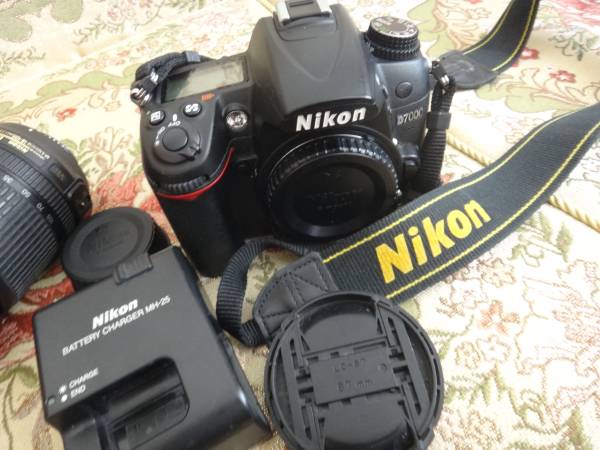 Nikon
D7000
Nikon
Nikon
BATTERY CHARGER MH-25
CHARGE
END
LC-67
67mm